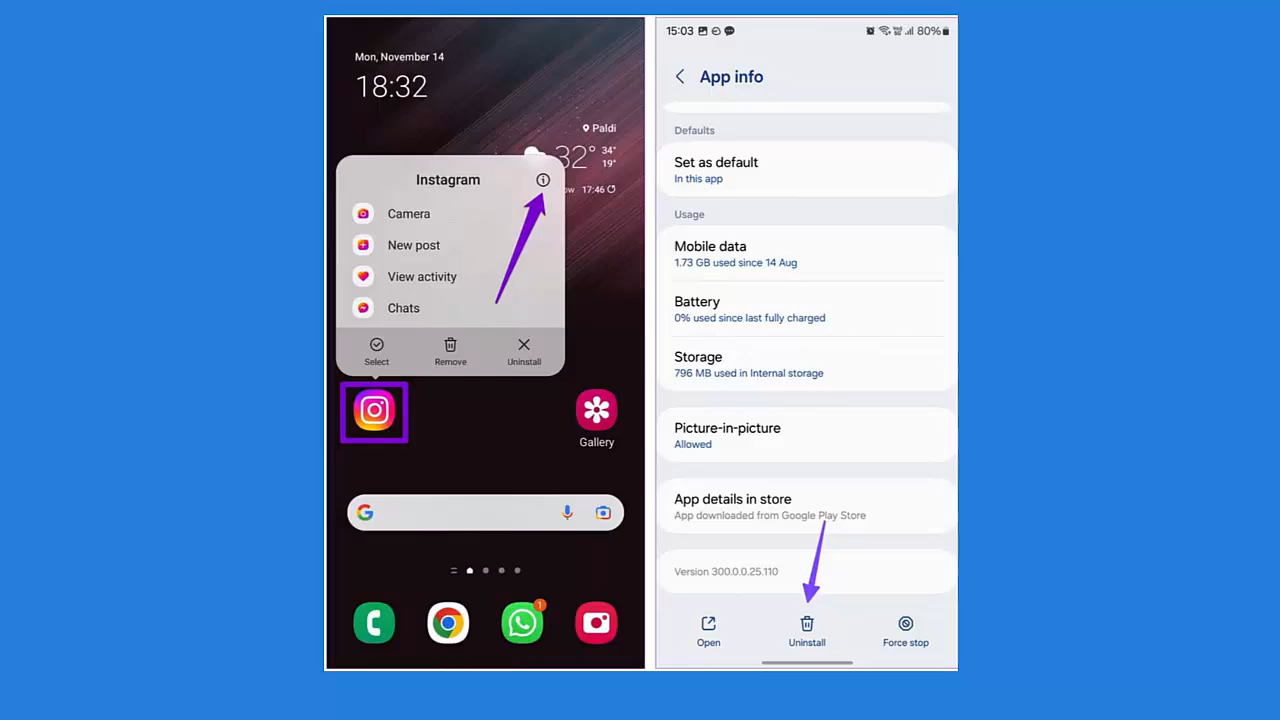 Mon, November 14
18:32
Paldi
32° 34°
19°
ow 17:46
Instagram
Camera
New post
View activity
Chats
Select Remove Uninstall
Gallery
1
15:03 80%
App info
Defaults
Set as default
In this app
Usage
Mobile data
1.73 GB used since 14 Aug
Battery
0% used since last fully charged
Storage
796 MB used in Internal storage
Picture-in-picture
Allowed
App details in store
App downloaded from Google Play Store
Version 300.0.0.25.110
Open Uninstall Force stop